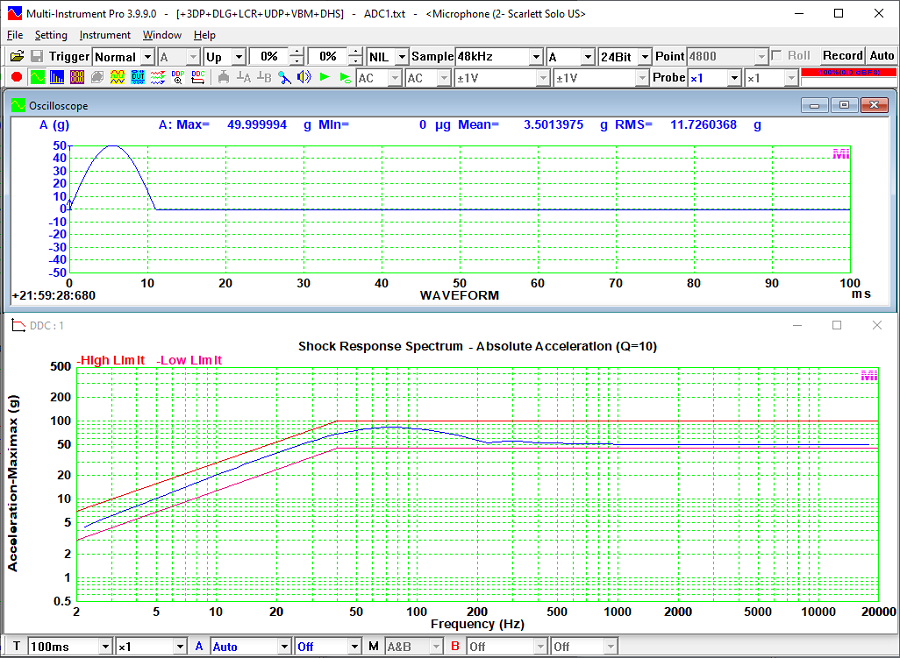 Multi-Instrument Pro 3.9.9.0 - [+3DP+DLG+LCR+UDP+VBM+DHS] - ADC1.txt - <Microphone (2- Scarlett Solo US>
File Setting Instrument Window Help
Trigger Normal A Up 0% 0% NIL Sample 48kHz A 24Bit Point 4800 Roll Record Auto
AC AC ±1V ±1V Probe ×1 ×1
Oscilloscope
A (g) A: Max= 49.999994 g Min= 0 µg Mean= 3.5013975 g RMS= 11.7260368 g
50
40
30
20
10
0
-10
-20
-30
-40
-50
MI
0 10 20 30 40 50 60 70 80 90 100
+21:59:28:680 WAVEFORM ms
DDC : 1
Shock Response Spectrum - Absolute Acceleration (Q=10)
-High Limit -Low Limit
Acceleration-Maximax (g)
500
200
100
50
20
10
5
2
1
0.5
MI
2 5 10 20 50 100 200 500 1000 2000 5000 10000 20000
Frequency (Hz)
T 100ms ×1 A Auto Off M A&B B Off Off